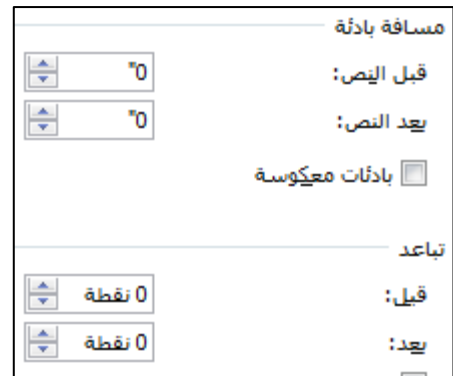 مسافة بادئة
قبل النص: 0"
بعد النص: 0"
بادئات معكوسة
تباعد
قبل: 0 نقطة
بعد: 0 نقطة